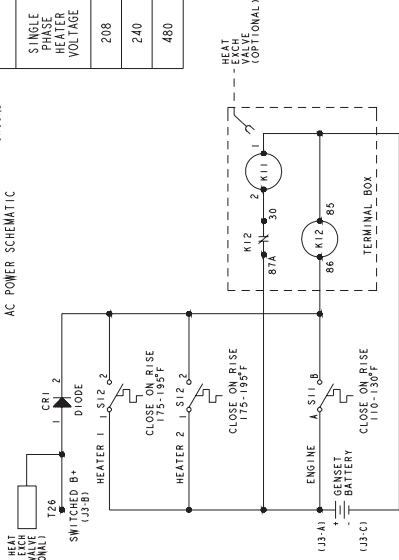 AC POWER SCHEMATIC
SINGLE
PHASE
HEATER
VOLTAGE
208
240
480
HEAT
EXCH
VALVE
(OPTIONAL)
HEAT
EXCH
VALVE
ONAL)
T26
SWITCHED B+
(J3-B)
CR1
1 2
DIODE
HEATER 1 1 S12 2
CLOSE ON RISE
175-195°F
HEATER 2 1 S12 2
CLOSE ON RISE
175-195°F
ENGINE A S11 B
CLOSE ON RISE
110-130°F
(J3-A) + GENSET
- BATTERY
(J3-C)
K12
87A 30
2 K11 1
86 K12 85
TERMINAL BOX